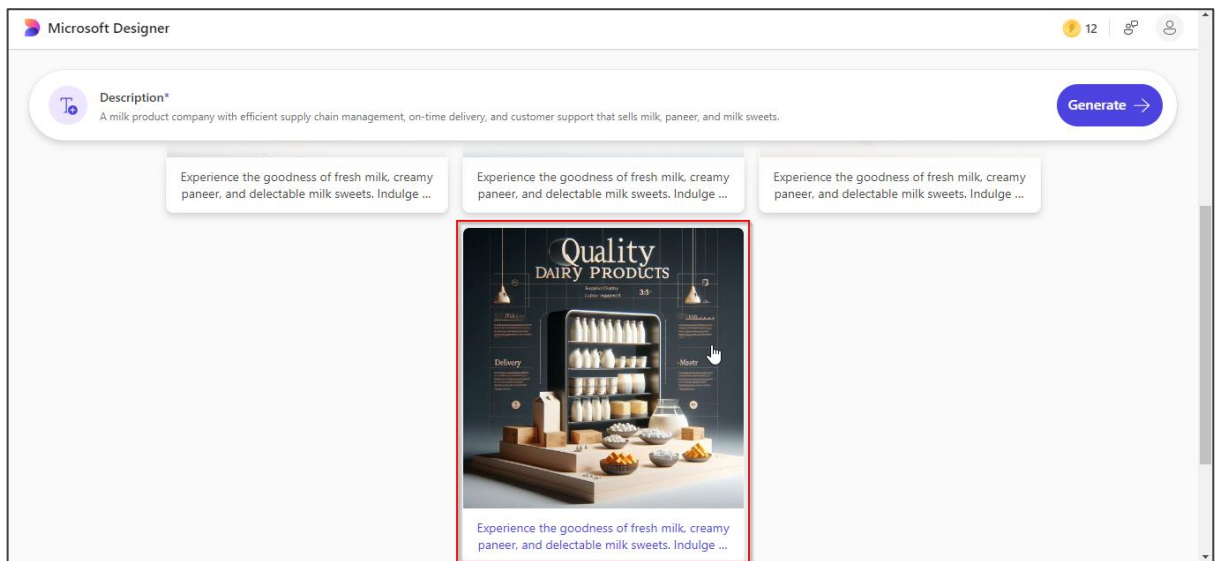 Microsoft Designer
12
Description*
A milk product company with efficient supply chain management, on-time delivery, and customer support that sells milk, paneer, and milk sweets.
Generate
Experience the goodness of fresh milk, creamy
paneer, and delectable milk sweets. Indulge ...
Experience the goodness of fresh milk, creamy
paneer, and delectable milk sweets. Indulge ...
Experience the goodness of fresh milk, creamy
paneer, and delectable milk sweets. Indulge ...
Quality
DAIRY PRODUCTS
Delivery
Experience the goodness of fresh milk, creamy
paneer, and delectable milk sweets. Indulge ...